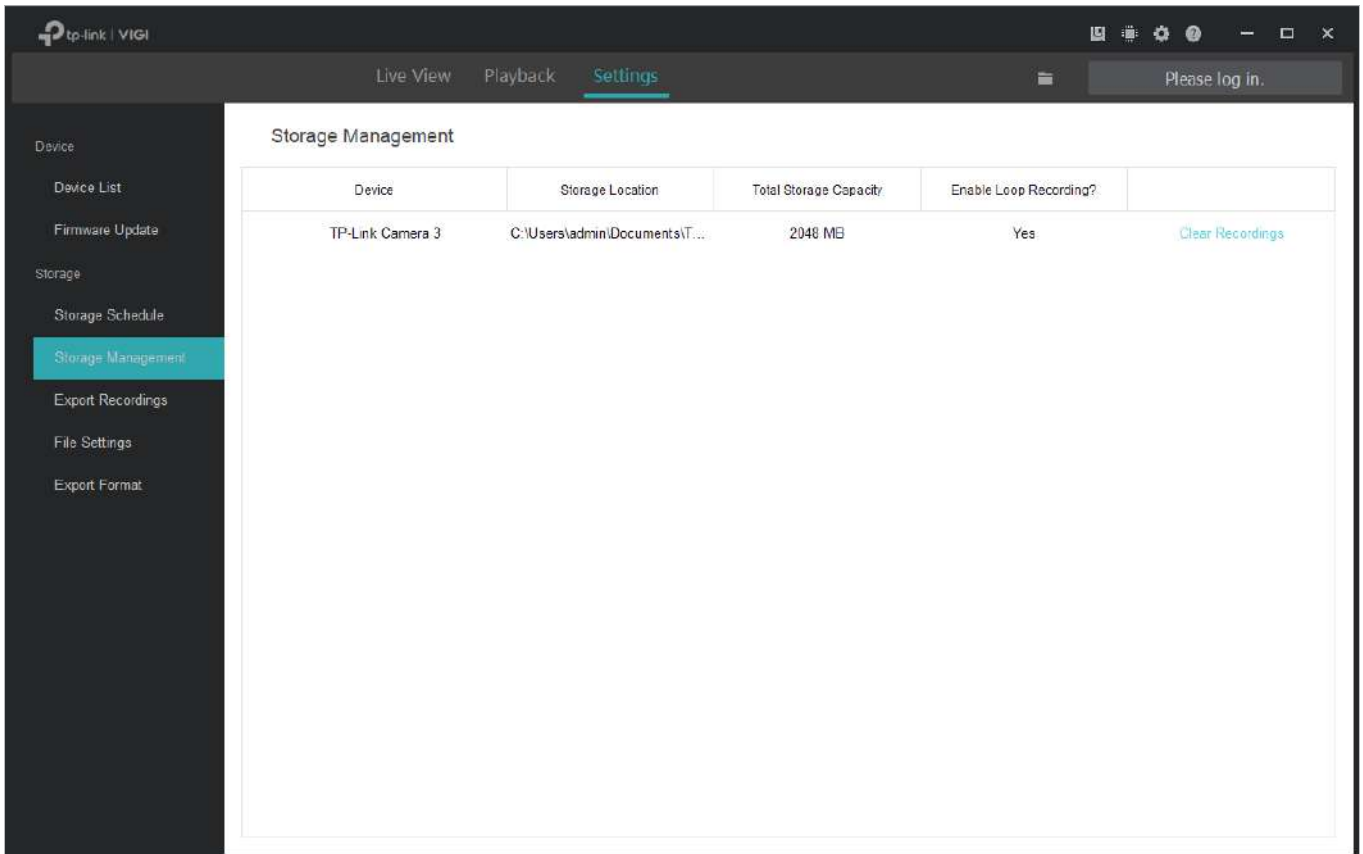 tp-link | VIGI
Live View Playback Settings Please log in.
Device
Device List
Firmware Update
Storage
Storage Schedule
Storage Management
Export Recordings
File Settings
Export Format
Storage Management
Device Storage Location Total Storage Capacity Enable Loop Recording?
TP-Link Camera 3 C:\Users\admin\Documents\T... 2048 MB Yes Clear Recordings